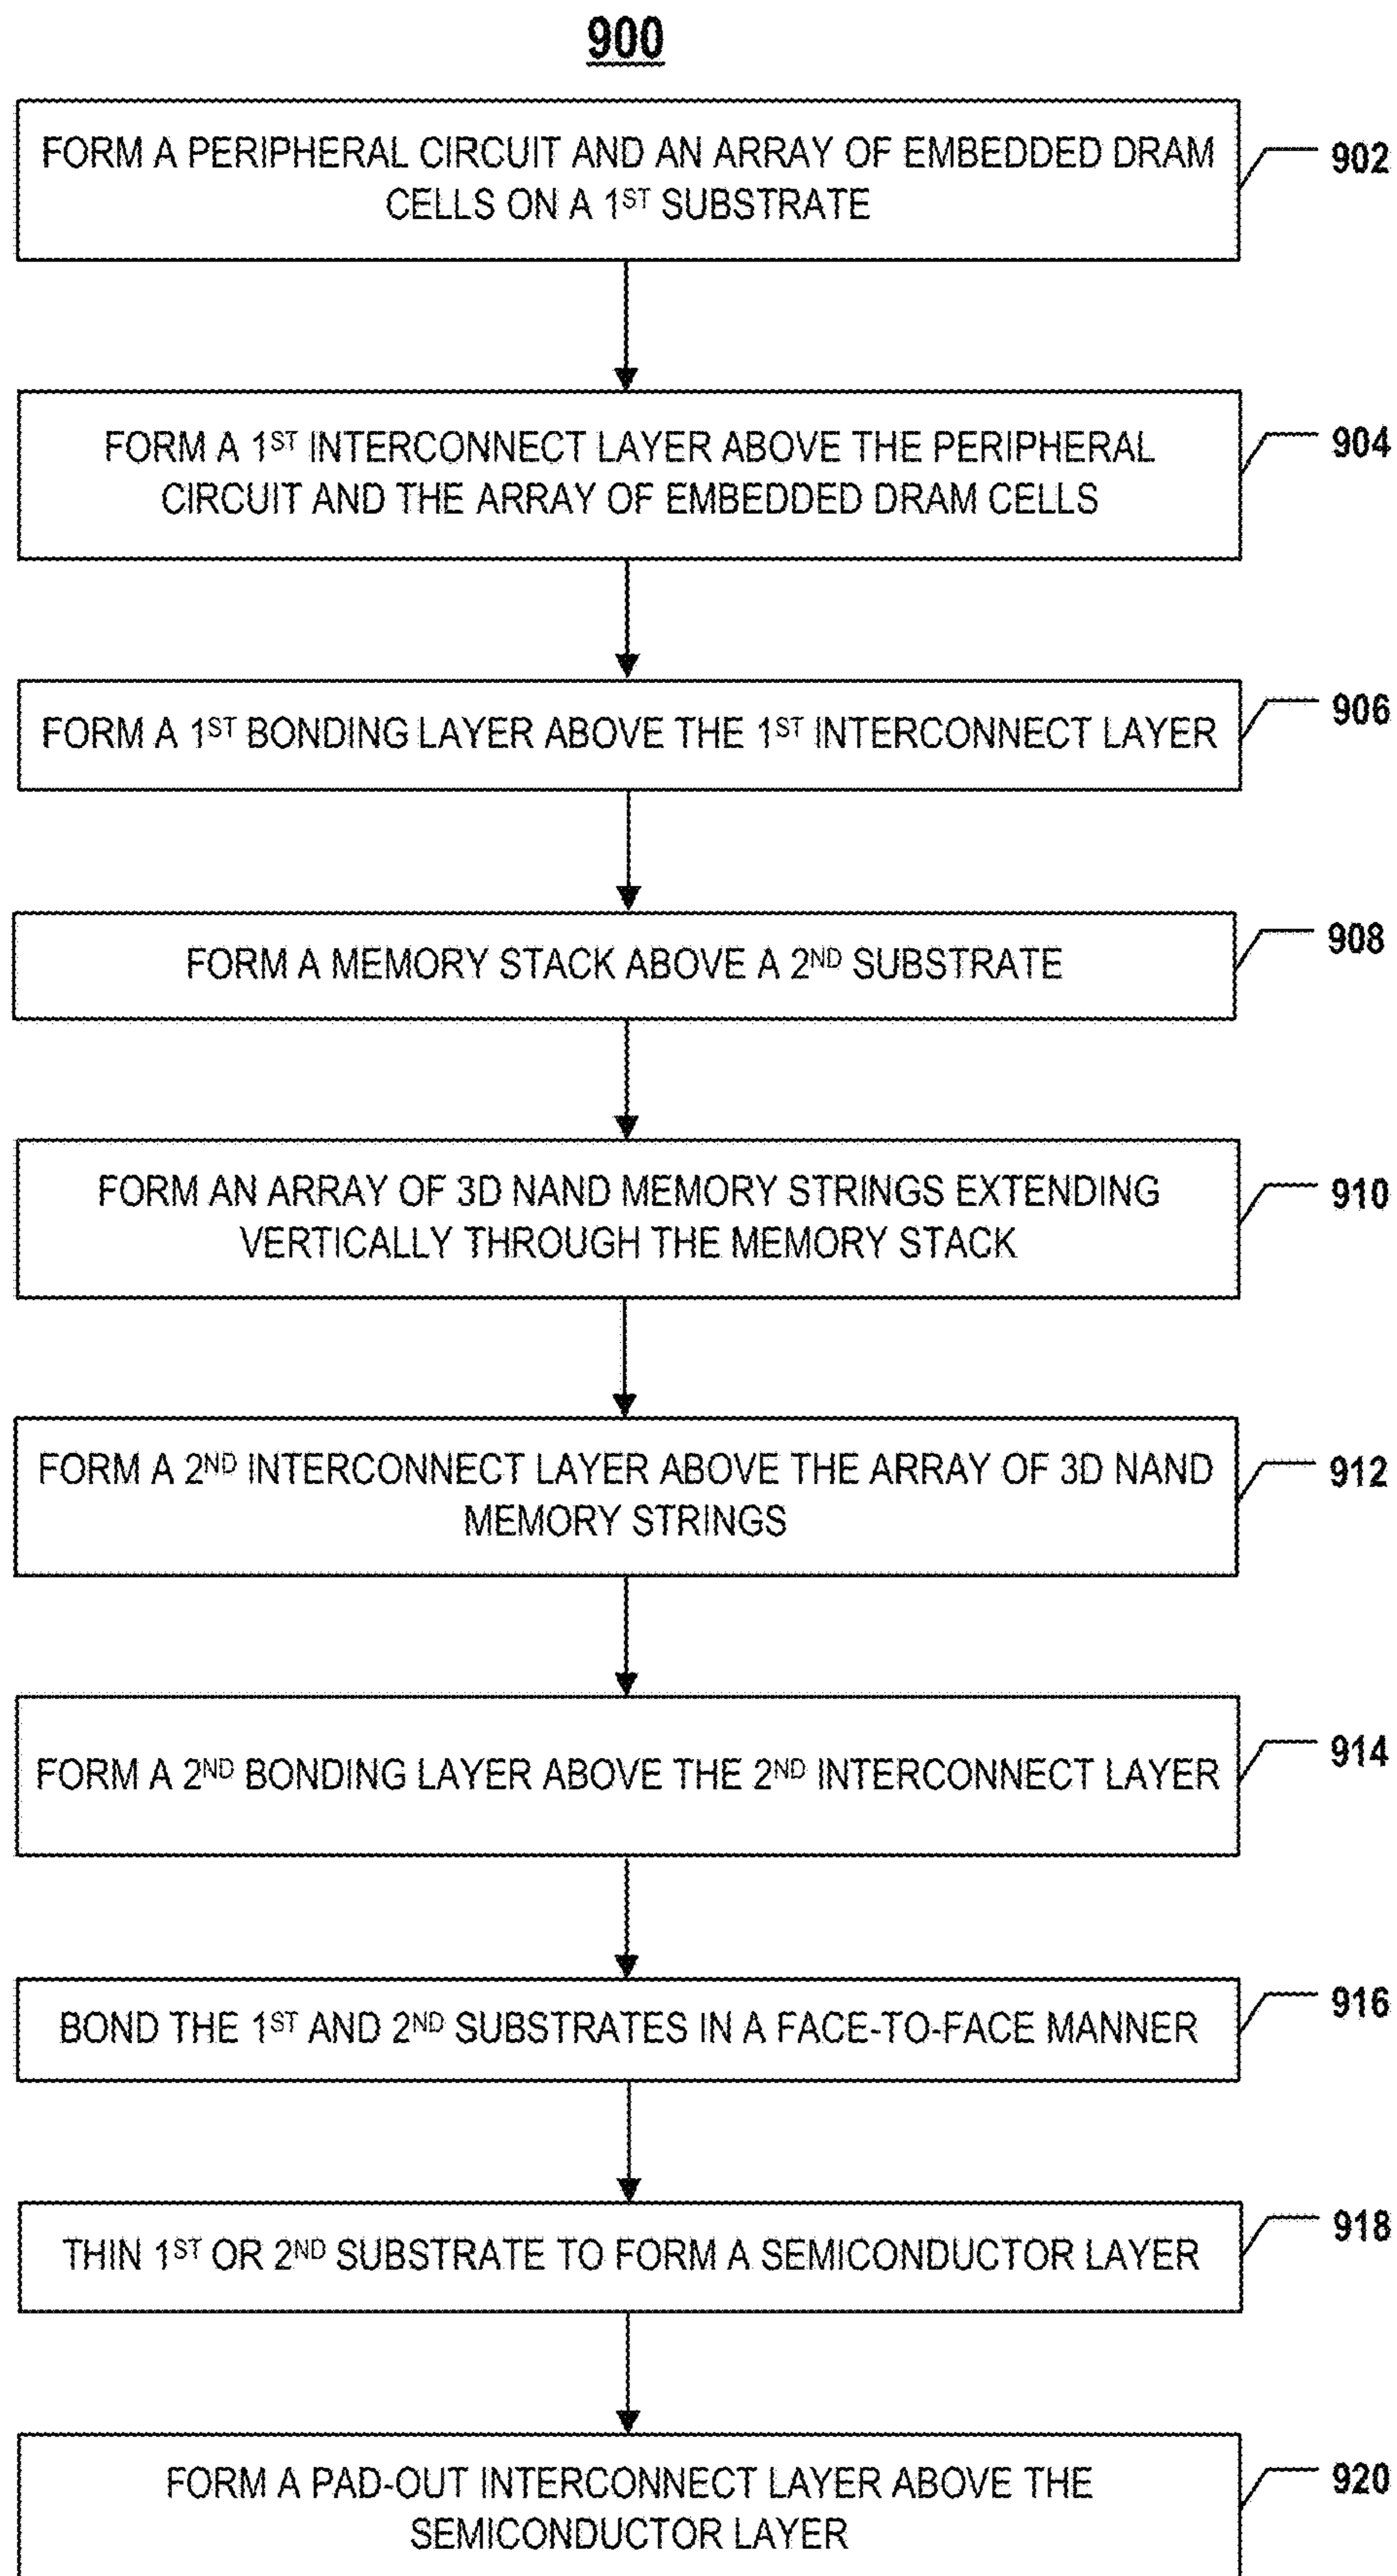 900
FORM A PERIPHERAL CIRCUIT AND AN ARRAY OF EMBEDDED DRAM
CELLS ON A 1ST SUBSTRATE
902
FORM A 1ST INTERCONNECT LAYER ABOVE THE PERIPHERAL
CIRCUIT AND THE ARRAY OF EMBEDDED DRAM CELLS
904
FORM A 1ST BONDING LAYER ABOVE THE 1ST INTERCONNECT LAYER
906
FORM A MEMORY STACK ABOVE A 2ND SUBSTRATE
908
FORM AN ARRAY OF 3D NAND MEMORY STRINGS EXTENDING
VERTICALLY THROUGH THE MEMORY STACK
910
FORM A 2ND INTERCONNECT LAYER ABOVE THE ARRAY OF 3D NAND
MEMORY STRINGS
912
FORM A 2ND BONDING LAYER ABOVE THE 2ND INTERCONNECT LAYER
914
BOND THE 1ST AND 2ND SUBSTRATES IN A FACE-TO-FACE MANNER
916
THIN 1ST OR 2ND SUBSTRATE TO FORM A SEMICONDUCTOR LAYER
918
FORM A PAD-OUT INTERCONNECT LAYER ABOVE THE
SEMICONDUCTOR LAYER
920